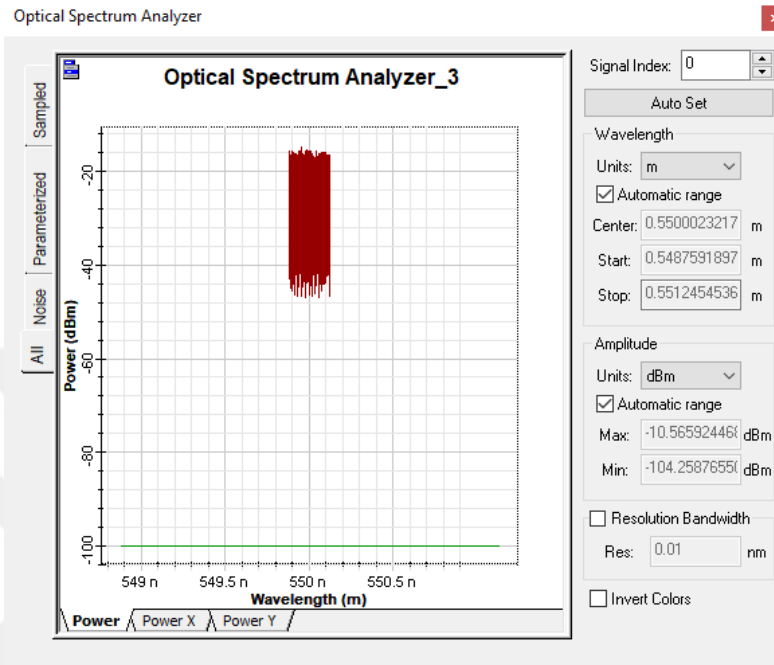 Optical Spectrum Analyzer
Optical Spectrum Analyzer_3
Sampled
Parameterized
Noise
All
Power (dBm)
-20
-40
-60
-80
-100
549 n 549.5 n 550 n 550.5 n
Wavelength (m)
Power Power X Power Y
Signal Index: 0
Auto Set
Wavelength
Units: m
Automatic range
Center: 0.5500023217 m
Start: 0.5487591897 m
Stop: 0.5512454536 m
Amplitude
Units: dBm
Automatic range
Max: -10.56592446 dBm
Min: -104.2587655 dBm
Resolution Bandwidth
Res: 0.01 nm
Invert Colors